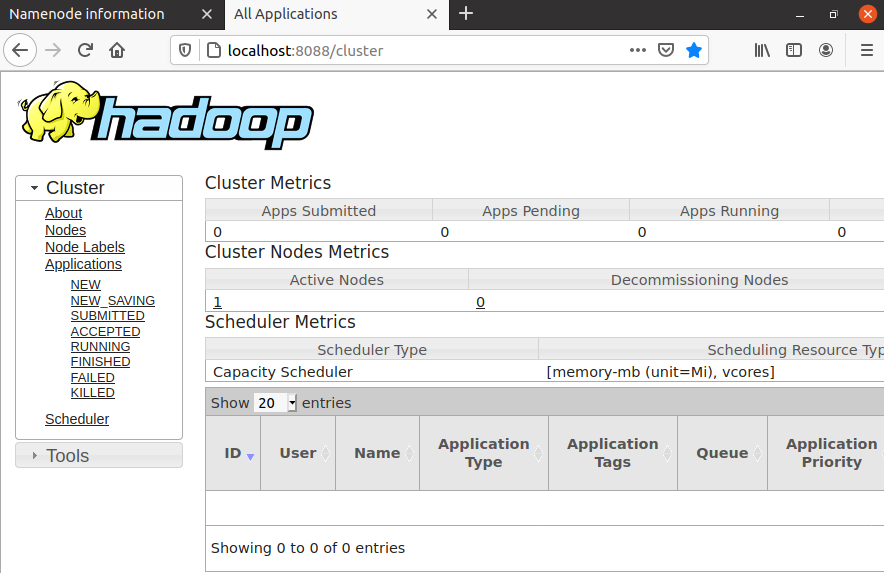 Namenode information
All Applications
localhost:8088/cluster
hadoop
Cluster
About
Nodes
Node Labels
Applications
NEW
NEW_SAVING
SUBMITTED
ACCEPTED
RUNNING
FINISHED
FAILED
KILLED
Scheduler
Tools
Cluster Metrics
Apps Submitted Apps Pending Apps Running
0 0 0 0
Cluster Nodes Metrics
Active Nodes Decommissioning Nodes
1 0
Scheduler Metrics
Scheduler Type Scheduling Resource Typ
Capacity Scheduler [memory-mb (unit=Mi), vcores]
Show 20 entries
ID User Name Application Type Application Tags Queue Application Priority
Showing 0 to 0 of 0 entries